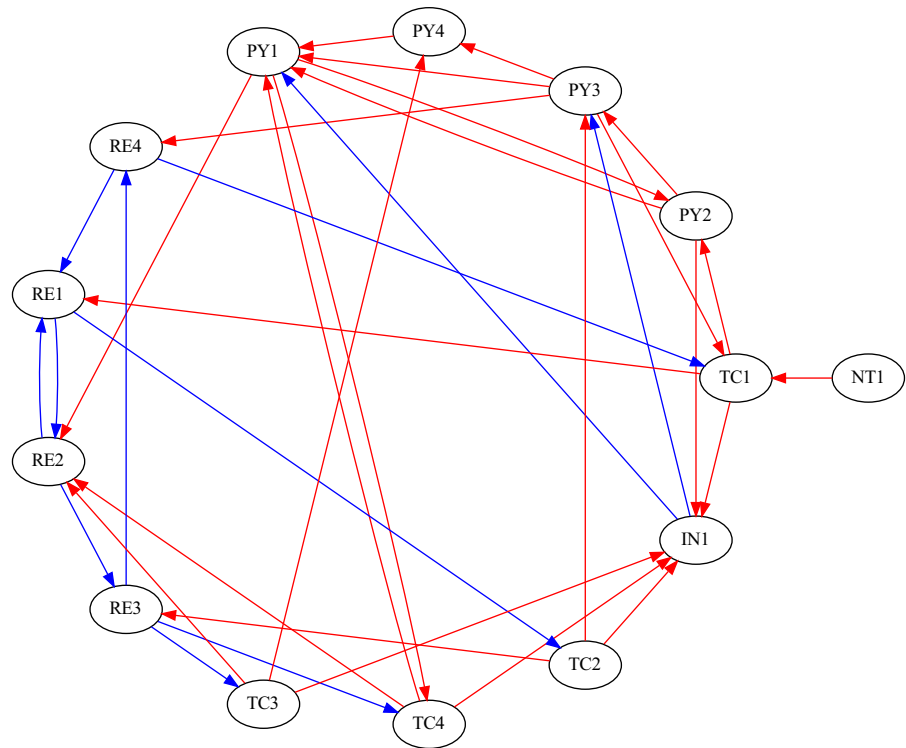 PY4
PY1
PY3
RE4
PY2
RE1
TC1
NT1
RE2
IN1
RE3
TC2
TC3
TC4